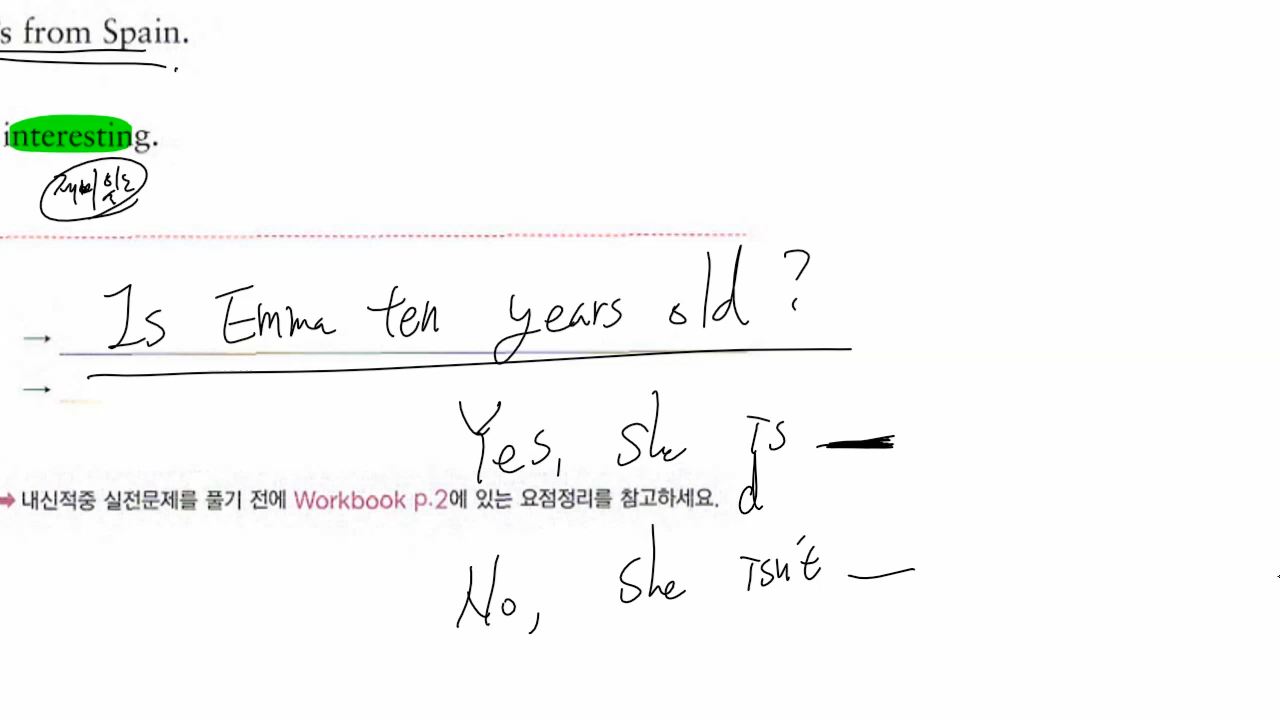 s from Spain.
interesting.
재미있는
→ Is Emma ten years old ?
→
Yes, she is
d
➡ 내신적중 실전문제를 풀기 전에 Workbook p.2에 있는 요점정리를 참고하세요.
No, she isn't